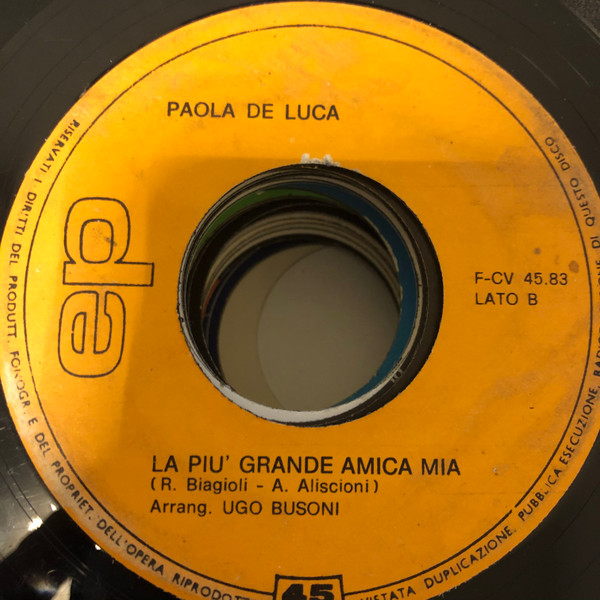 PAOLA DE LUCA
ep
F-CV 45.83
LATO B
LA PIU' GRANDE AMICA MIA
(R. Biagioli - A. Aliscioni)
Arrang. UGO BUSONI
45
RISERVATI I DIRITTI DEL PRODUTT. FONOGR. E DEL PROPRIET. DELL'OPERA RIPRODOTT
VIETATA DUPLICAZIONE. PUBBLICA ESECUZIONE, DI QUESTO DISCO